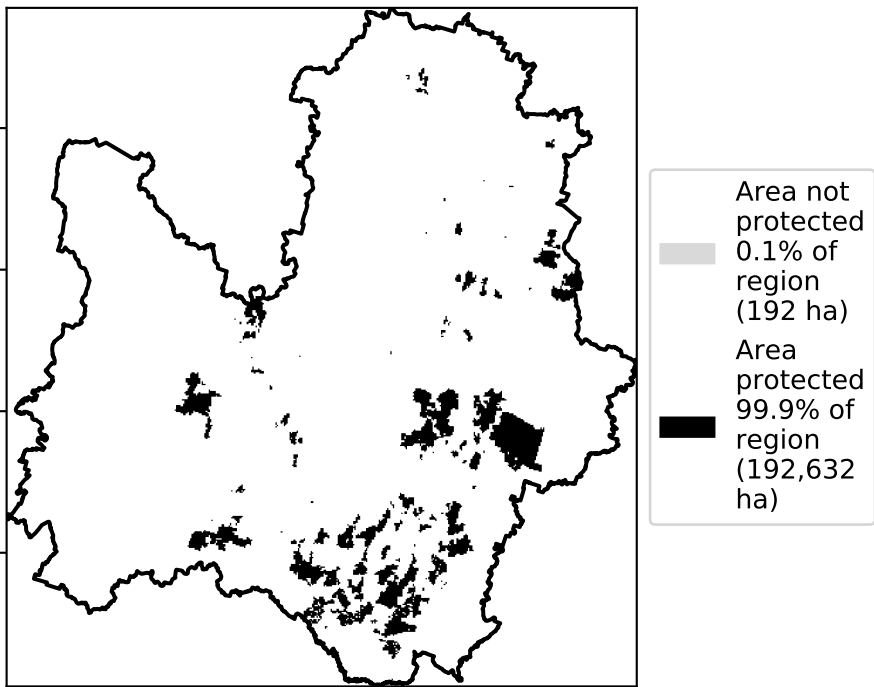 Area not
protected
0.1% of
region
(192 ha)
Area
protected
99.9% of
region
(192,632
ha)